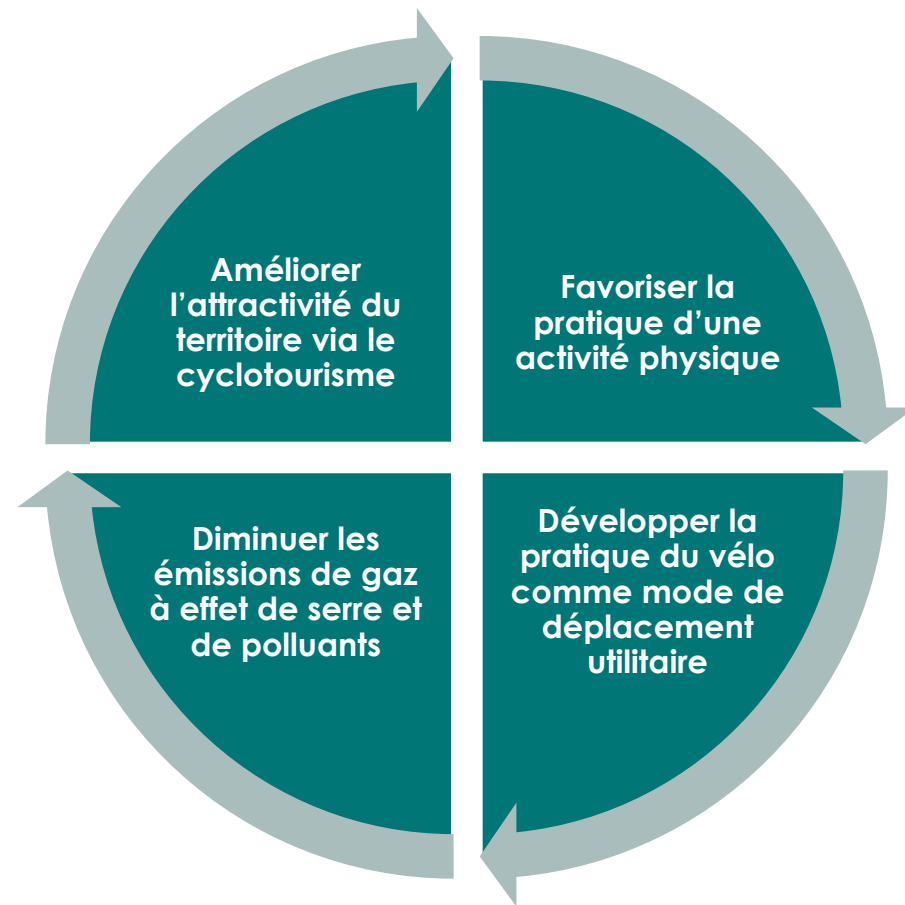 Améliorer
l’attractivité du
territoire via le
cyclotourisme
Favoriser la
pratique d’une
activité physique
Diminuer les
émissions de gaz
à effet de serre et
de polluants
Développer la
pratique du vélo
comme mode de
déplacement
utilitaire